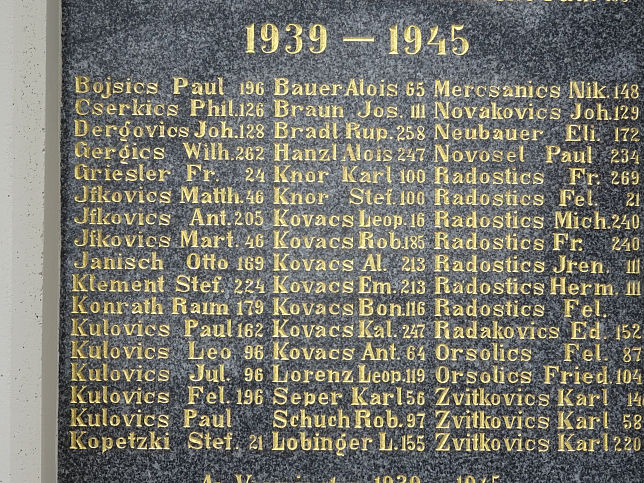 1939 – 1945
Bojsics Paul 196 Bauer Alois 65 Mercsanics Nik. 148
Cserkics Phil. 126 Braun Jos. 111 Novakovics Joh. 129
Dergovics Joh. 128 Bradl Rup. 258 Neubauer Eli. 172
Gergics Wilh. 262 Hanzl Alois 247 Novosel Paul 232
Griesler Fr. 24 Knor Karl 100 Radostics Fr. 269
Jfkovics Matth. 46 Knor Stef. 100 Radostics Fel. 21
Jfkovics Ant. 205 Kovacs Leop. 16 Radostics Mich. 240
Jfkovics Mart. 46 Kovacs Rob. 185 Radostics Fr. 240
Janisch Otto 169 Kovacs Al. 213 Radostics Jren. 111
Klement Stef. 224 Kovacs Em. 213 Radostics Herm. 111
Konrath Raim 179 Kovacs Bon. 116 Radostics Fel.
Kulovics Paul 162 Kovacs Kal. 247 Radakovics Ed. 152
Kulovics Leo 96 Kovacs Ant. 64 Orsolics Fel. 87
Kulovics Jul. 96 Lorenz Leop. 119 Orsolics Fried. 104
Kulovics Fel. 196 Seper Karl 56 Zvitkovics Karl 14
Kulovics Paul Schuch Rob. 97 Zvitkovics Karl 58
Kopetzki Stef. 21 Lobinger L. 155 Zvitkovics Karl 220
1939 1945